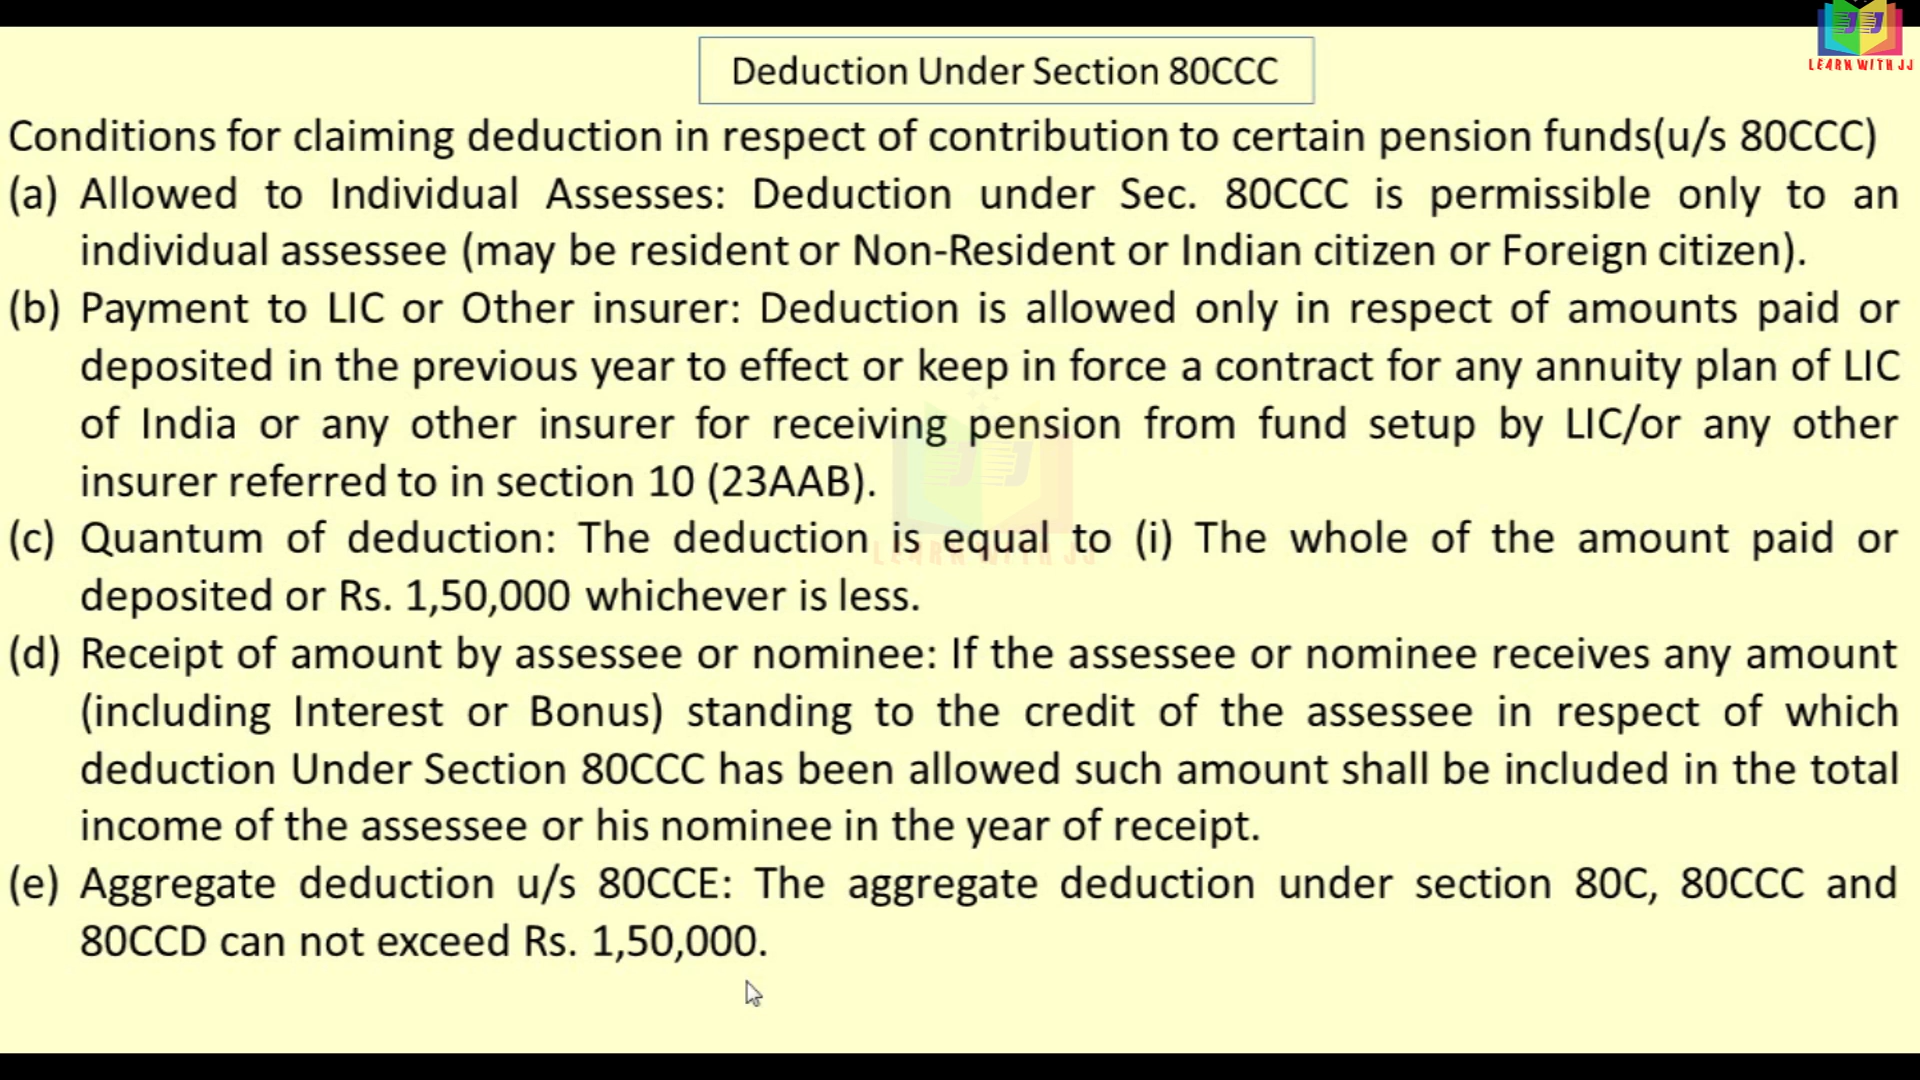 LEARN WITH JJ
Deduction Under Section 80CCC
Conditions for claiming deduction in respect of contribution to certain pension funds(u/s 80CCC)
(a) Allowed to Individual Assesses: Deduction under Sec. 80CCC is permissible only to an
individual assessee (may be resident or Non-Resident or Indian citizen or Foreign citizen).
(b) Payment to LIC or Other insurer: Deduction is allowed only in respect of amounts paid or
deposited in the previous year to effect or keep in force a contract for any annuity plan of LIC
of India or any other insurer for receiving pension from fund setup by LIC/or any other
insurer referred to in section 10 (23AAB).
(c) Quantum of deduction: The deduction is equal to (i) The whole of the amount paid or
deposited or Rs. 1,50,000 whichever is less.
(d) Receipt of amount by assessee or nominee: If the assessee or nominee receives any amount
(including Interest or Bonus) standing to the credit of the assessee in respect of which
deduction Under Section 80CCC has been allowed such amount shall be included in the total
income of the assessee or his nominee in the year of receipt.
(e) Aggregate deduction u/s 80CCE: The aggregate deduction under section 80C, 80CCC and
80CCD can not exceed Rs. 1,50,000.
JJ
LEARN WITH JJ